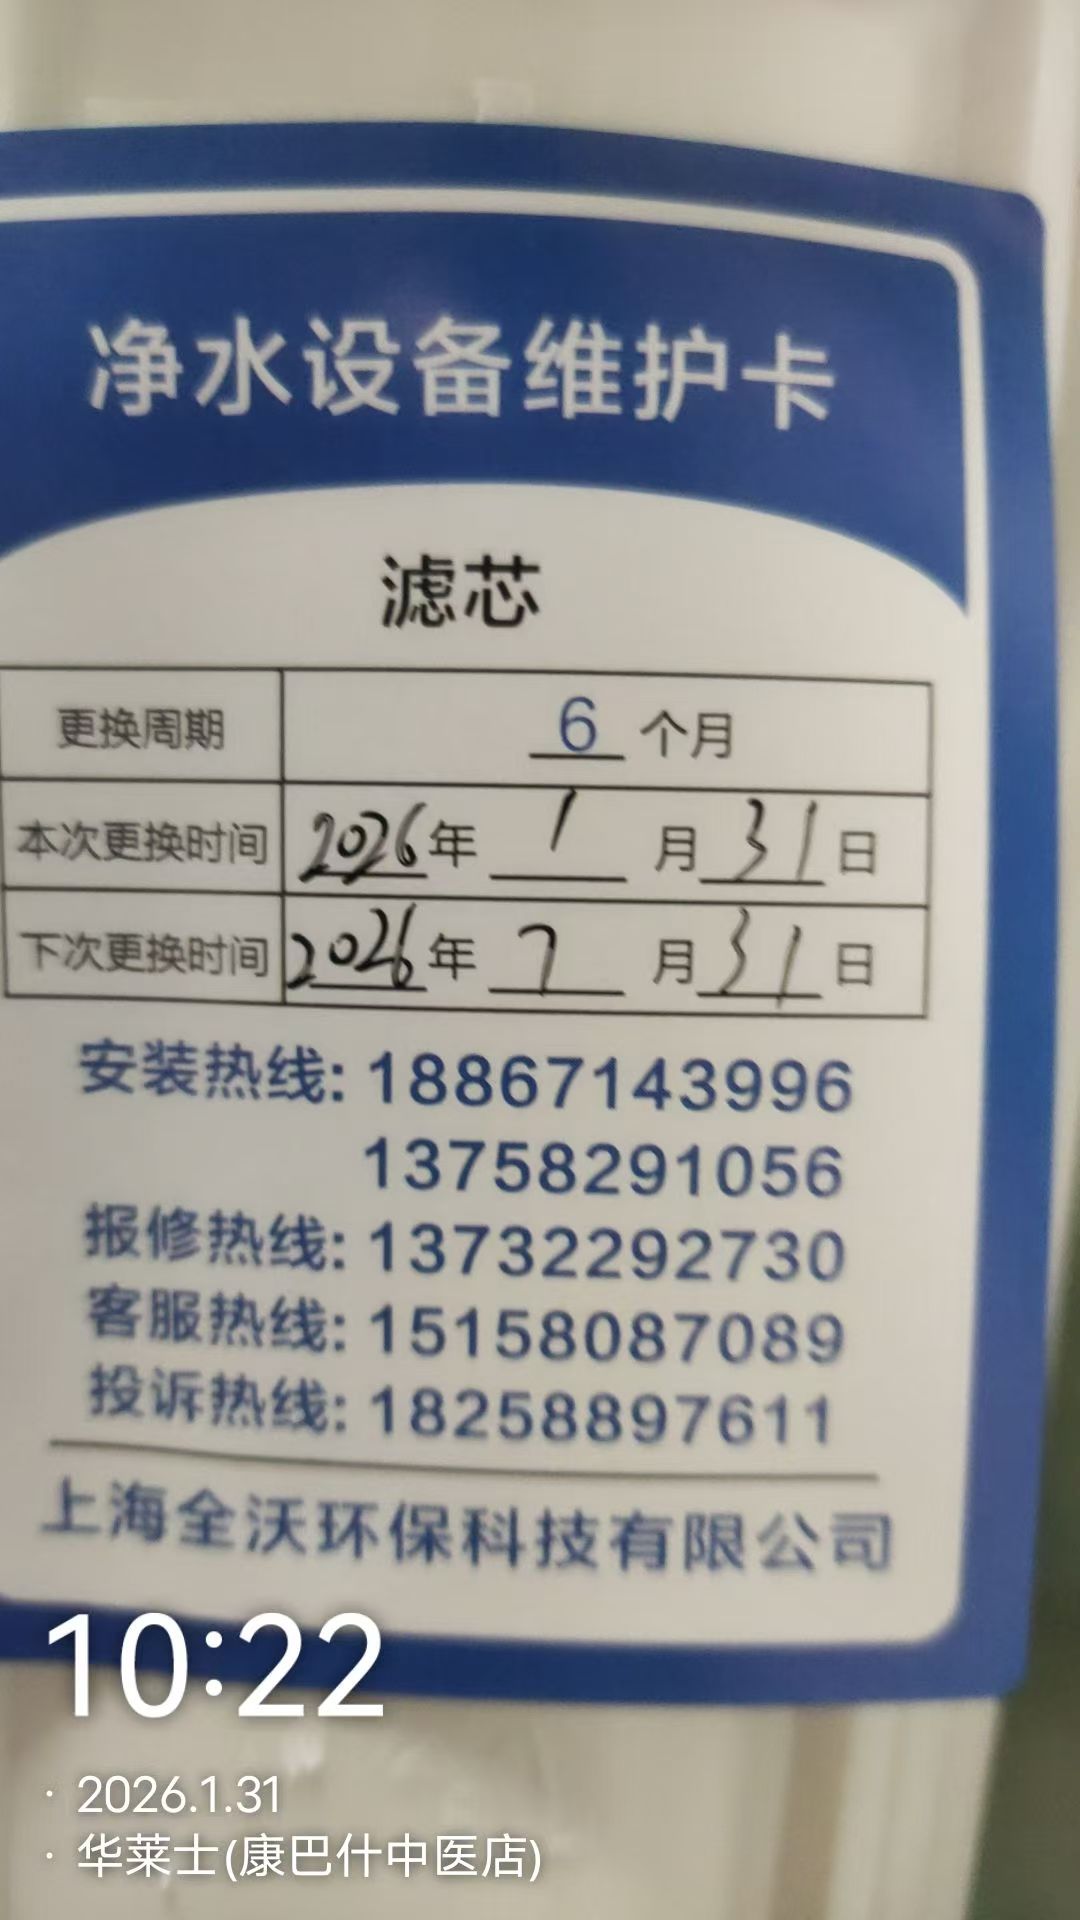 净水设备维护卡
滤芯
更换周期 6 个月
本次更换时间 2026年 1 月 31 日
下次更换时间 2026年 7 月 31 日
安装热线: 18867143996
13758291056
报修热线: 13732292730
客服热线: 15158087089
投诉热线: 18258897611
上海全沃环保科技有限公司
10:22
· 2026.1.31
· 华莱士(康巴什中医店)